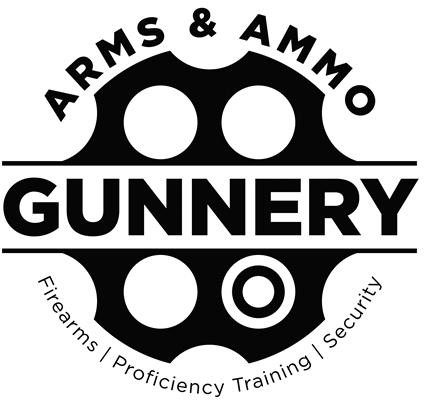 ARMS & AMMO
GUNNERY
Firearms | Proficiency Training | Security